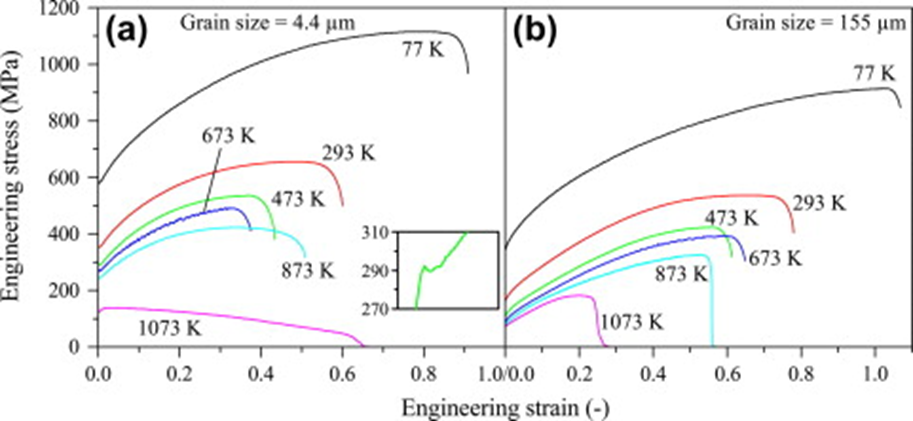 1200
1000
800
600
400
200
0
Engineering stress (MPa)
(a)
Grain size = 4.4 µm
77 K
673 K
293 K
473 K
873 K
1073 K
310
290
270
0.0 0.2 0.4 0.6 0.8 1.0/0.0 0.2 0.4 0.6 0.8 1.0
(b)
Grain size = 155 µm
77 K
293 K
473 K
673 K
873 K
1073 K
Engineering strain (-)